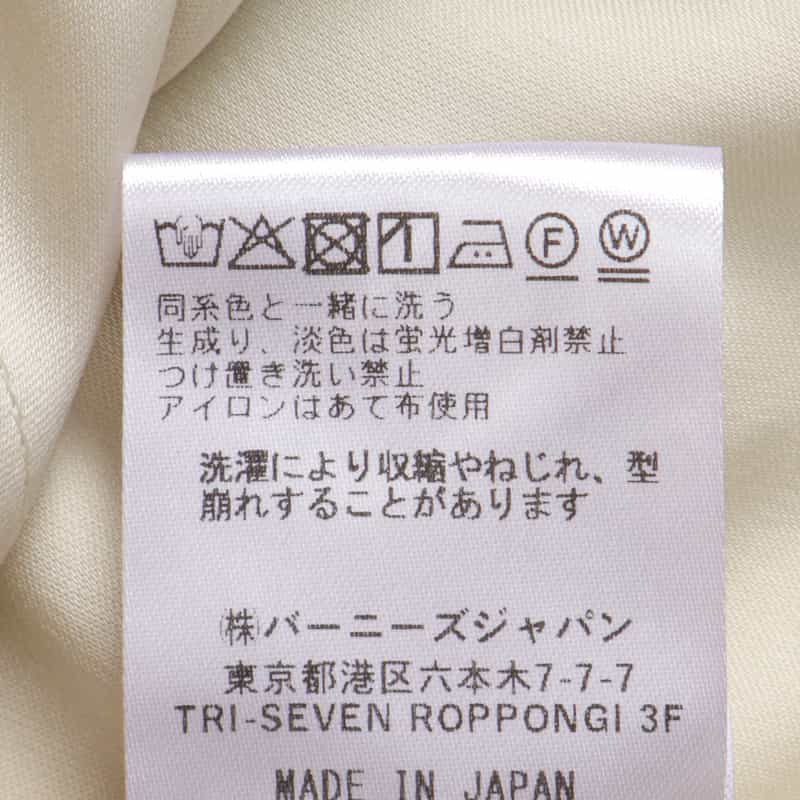 F W
同系色と一緒に洗う
生成り、淡色は蛍光増白剤禁止
つけ置き洗い禁止
アイロンはあて布使用
洗濯により収縮やねじれ、型
崩れすることがあります
㈱バーニーズジャパン
東京都港区六本木7-7-7
TRI-SEVEN ROPPONGI 3F
MADE IN JAPAN